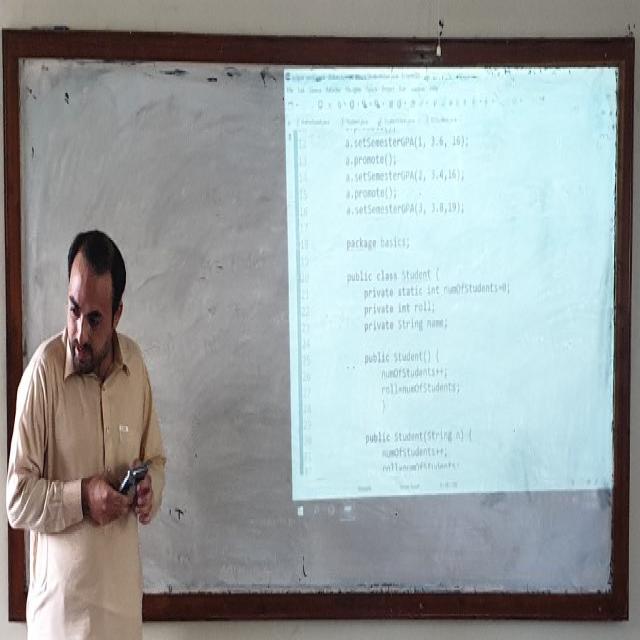 a.setSemesterGPA(1, 3.6, 16);
a.promote();
a.setSemesterGPA(2, 3.4,16);
a.promote();
a.setSemesterGPA(3, 3.8,19);
package basics;
public class Student {
private static int numOfStudents=0;
private int roll;
private String name;
public Student() {
numOfStudents++;
roll=numOfStudents;
}
public Student(String n) {
numOfStudents++;
roll=numOfStudents;